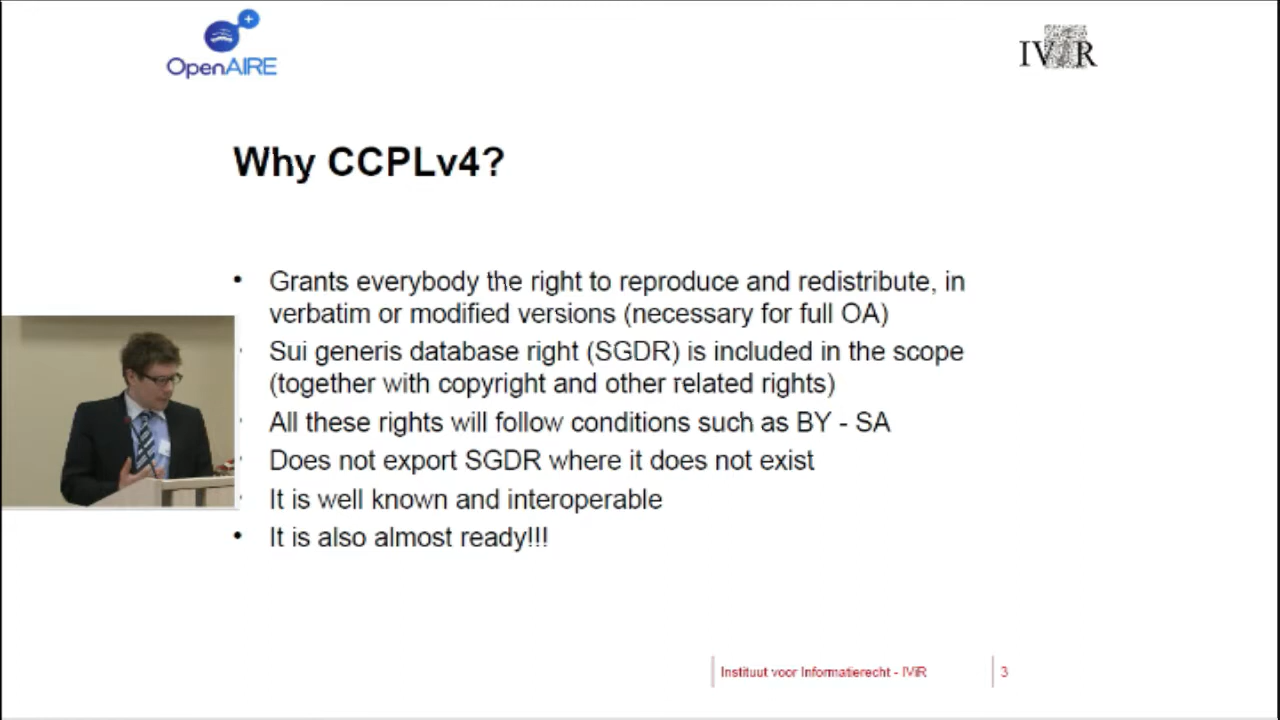 OpenAIRE
IViR
Why CCPLv4?
• Grants everybody the right to reproduce and redistribute, in
verbatim or modified versions (necessary for full OA)
Sui generis database right (SGDR) is included in the scope
(together with copyright and other related rights)
All these rights will follow conditions such as BY - SA
Does not export SGDR where it does not exist
It is well known and interoperable
• It is also almost ready!!!
Instituut voor Informatierecht - IViR
3